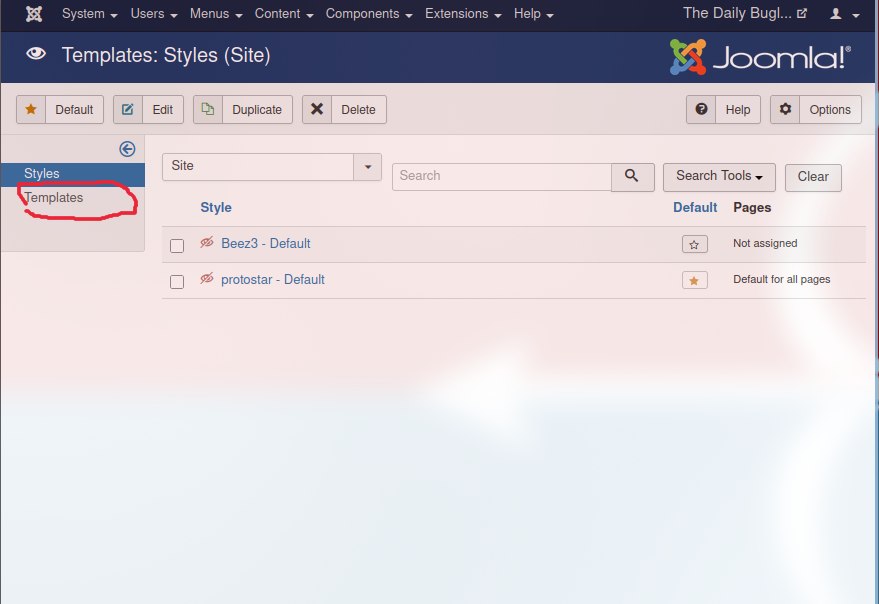 System Users Menus Content Components Extensions Help The Daily Bugl...
Templates: Styles (Site) Joomla!®
Default Edit Duplicate Delete Help Options
Styles
Templates
Site Search Search Tools Clear
Style Default Pages
Beez3 - Default Not assigned
protostar - Default Default for all pages